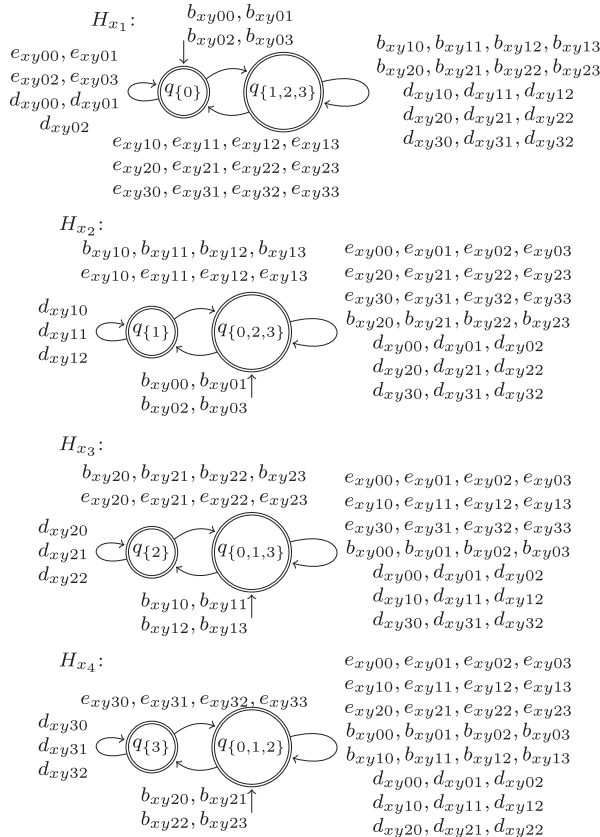 H_{x_1}:
b_{xy00}, b_{xy01}
b_{xy02}, b_{xy03}
e_{xy00}, e_{xy01}
e_{xy02}, e_{xy03}
d_{xy00}, d_{xy01}
d_{xy02}
q_{\{0\}}
q_{\{1,2,3\}}
b_{xy10}, b_{xy11}, b_{xy12}, b_{xy13}
b_{xy20}, b_{xy21}, b_{xy22}, b_{xy23}
d_{xy10}, d_{xy11}, d_{xy12}
d_{xy20}, d_{xy21}, d_{xy22}
d_{xy30}, d_{xy31}, d_{xy32}
e_{xy10}, e_{xy11}, e_{xy12}, e_{xy13}
e_{xy20}, e_{xy21}, e_{xy22}, e_{xy23}
e_{xy30}, e_{xy31}, e_{xy32}, e_{xy33}
H_{x_2}:
b_{xy10}, b_{xy11}, b_{xy12}, b_{xy13}
e_{xy10}, e_{xy11}, e_{xy12}, e_{xy13}
d_{xy10}
d_{xy11}
d_{xy12}
q_{\{1\}}
q_{\{0,2,3\}}
e_{xy00}, e_{xy01}, e_{xy02}, e_{xy03}
e_{xy20}, e_{xy21}, e_{xy22}, e_{xy23}
e_{xy30}, e_{xy31}, e_{xy32}, e_{xy33}
b_{xy20}, b_{xy21}, b_{xy22}, b_{xy23}
d_{xy00}, d_{xy01}, d_{xy02}
d_{xy20}, d_{xy21}, d_{xy22}
d_{xy30}, d_{xy31}, d_{xy32}
b_{xy00}, b_{xy01}
b_{xy02}, b_{xy03}
H_{x_3}:
b_{xy20}, b_{xy21}, b_{xy22}, b_{xy23}
e_{xy20}, e_{xy21}, e_{xy22}, e_{xy23}
d_{xy20}
d_{xy21}
d_{xy22}
q_{\{2\}}
q_{\{0,1,3\}}
e_{xy00}, e_{xy01}, e_{xy02}, e_{xy03}
e_{xy10}, e_{xy11}, e_{xy12}, e_{xy13}
e_{xy30}, e_{xy31}, e_{xy32}, e_{xy33}
b_{xy00}, b_{xy01}, b_{xy02}, b_{xy03}
d_{xy00}, d_{xy01}, d_{xy02}
d_{xy10}, d_{xy11}, d_{xy12}
d_{xy30}, d_{xy31}, d_{xy32}
b_{xy10}, b_{xy11}
b_{xy12}, b_{xy13}
H_{x_4}:
e_{xy30}, e_{xy31}, e_{xy32}, e_{xy33}
d_{xy30}
d_{xy31}
d_{xy32}
q_{\{3\}}
q_{\{0,1,2\}}
e_{xy00}, e_{xy01}, e_{xy02}, e_{xy03}
e_{xy10}, e_{xy11}, e_{xy12}, e_{xy13}
e_{xy20}, e_{xy21}, e_{xy22}, e_{xy23}
b_{xy00}, b_{xy01}, b_{xy02}, b_{xy03}
b_{xy10}, b_{xy11}, b_{xy12}, b_{xy13}
d_{xy00}, d_{xy01}, d_{xy02}
d_{xy10}, d_{xy11}, d_{xy12}
d_{xy20}, d_{xy21}, d_{xy22}
b_{xy20}, b_{xy21}
b_{xy22}, b_{xy23}